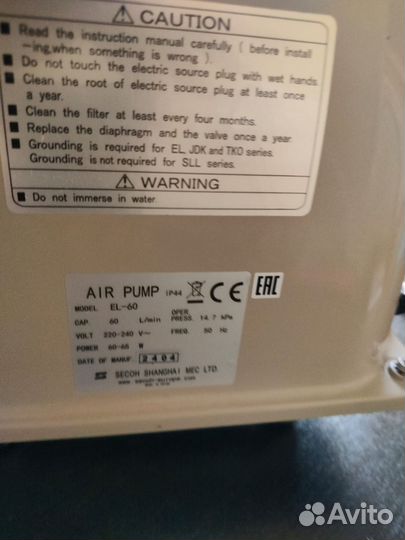 ⚠ CAUTION
■ Read the instruction manual carefully ( before install
-ing,when something is wrong ).
■ Do not touch the electric source plug with wet hands
■ Clean the root of electric source plug at least once
a year.
■ Clean the filter at least every four months.
■ Replace the diaphragm and the valve once a year
■ Grounding is required for EL, JDK and TKO series.
Grounding is not required for SLL series.
⚠ WARNING
■ Do not immerse in water.
AIR PUMP IP44 CE EAC
MODEL EL-60
CAP. 60 L/min OPER. PRESS. 14.7 kPa
VOLT 220-240 V~ FREQ. 50 Hz
POWER 60-65 W
DATE OF MANUF. 2404
SECOH SHANGHAI MEC LTD.
Avito